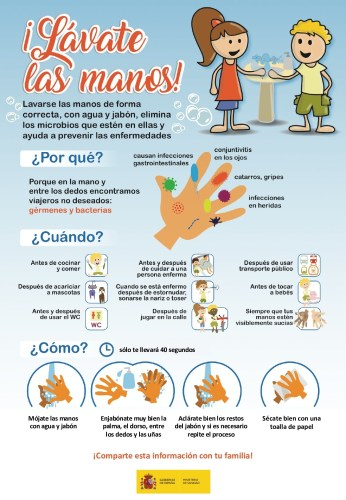 ¡Lávate
las manos!
Lavarse las manos de forma
correcta, con agua y jabón, elimina
los microbios que estén en ellas y
ayuda a prevenir las enfermedades
¿Por qué?
Porque en la mano y
entre los dedos encontramos
viajeros no deseados:
gérmenes y bacterias
causan infecciones
gastrointestinales
conjuntivitis
en los ojos
catarros, gripes
infecciones
en heridas
¿Cuándo?
Antes de cocinar
y comer
Antes y después
de cuidar a una
persona enferma
Después de usar
transporte público
Después de acariciar
a mascotas
Cuando se está enfermo
después de estornudar,
sonarse la nariz o toser
Antes de tocar
a bebés
Antes y después
de usar el WC
WC
Después de
jugar en la calle
Siempre que tus
manos estén
visiblemente sucias
¿Cómo?
sólo te llevará 40 segundos
Mójate las manos
con agua y jabón
Enjabónate muy bien la
palma, el dorso, entre
los dedos y las uñas
Aclárate bien los restos
del jabón y si es necesario
repite el proceso
Sécate bien con una
toalla de papel
¡Comparte esta información con tu familia!
GOBIERNO
DE ESPAÑA
MINISTERIO
DE SANIDAD